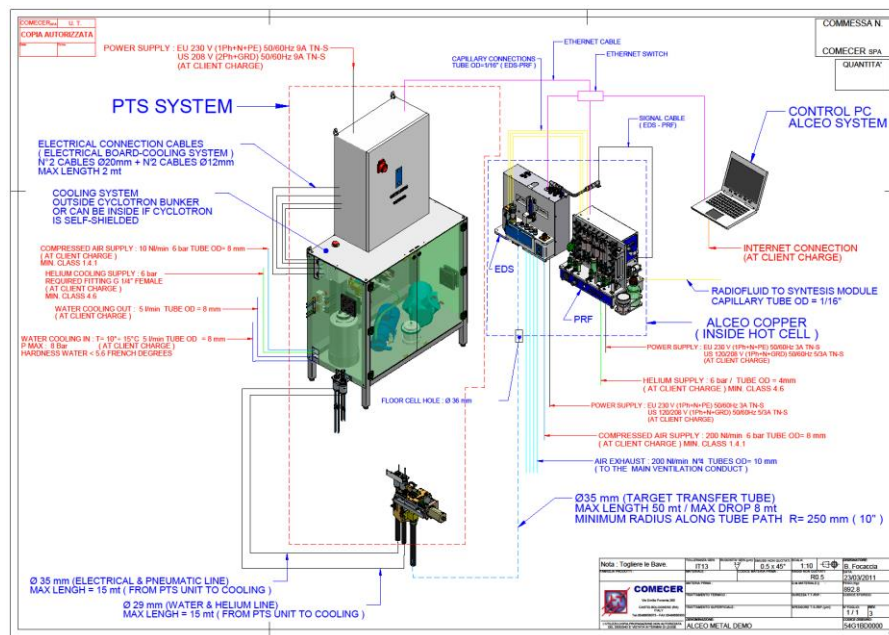 COMECER SPA U. T.
COPIA AUTORIZZATA
COMMESSA N.
COMECER SPA
QUANTITA'
POWER SUPPLY : EU 230 V (1Ph+N+PE) 50/60Hz 9A TN-S
US 208 V (2Ph+GRD) 50/60Hz 9A TN-S
(AT CLIENT CHARGE)
ETHERNET CABLE
CAPILLARY CONNECTIONS
TUBE OD=1/16" ( EDS-PRF)
ETHERNET SWITCH
PTS SYSTEM
SIGNAL CABLE
( EDS - PRF)
CONTROL PC
ALCEO SYSTEM
ELECTRICAL CONNECTION CABLES
( ELECTRICAL BOARD-COOLING SYSTEM )
N°2 CABLES Ø20mm + N°2 CABLES Ø12mm
MAX LENGTH 2 mt
COOLING SYSTEM
OUTSIDE CYCLOTRON BUNKER
OR CAN BE INSIDE IF CYCLOTRON
IS SELF-SHIELDED
COMPRESSED AIR SUPPLY : 10 Nl/min 6 bar TUBE OD= 8 mm
( AT CLIENT CHARGE )
MIN. CLASS 1.4.1
HELIUM COOLING SUPPLY : 6 bar
REQUIRED FITTING G 1/4" FEMALE
( AT CLIENT CHARGE )
MIN. CLASS 4.6
WATER COOLING OUT : 5 l/min TUBE OD = 8 mm
( AT CLIENT CHARGE )
WATER COOLING IN : T= 10°÷ 15°C 5 l/min TUBE OD = 8 mm
P MAX : 8 Bar ( AT CLIENT CHARGE )
HARDNESS WATER < 5.6 FRENCH DEGREES
INTERNET CONNECTION
(AT CLIENT CHARGE)
EDS
RADIOFLUID TO SYNTESIS MODULE
CAPILLARY TUBE OD = 1/16"
PRF
ALCEO COPPER
( INSIDE HOT CELL )
POWER SUPPLY : EU 230 V (1Ph+N+PE) 50/60Hz 3A TN-S
US 120/208 V (1Ph+N+GRD) 50/60Hz 5/3A TN-S
(AT CLIENT CHARGE)
HELIUM SUPPLY : 6 bar / TUBE OD = 4mm
( AT CLIENT CHARGE ) MIN. CLASS 4.6
FLOOR CELL HOLE : Ø 36 mm
POWER SUPPLY : EU 230 V (1Ph+N+PE) 50/60Hz 3A TN-S
US 120/208 V (1Ph+N+GRD) 50/60Hz 5/3A TN-S
(AT CLIENT CHARGE)
COMPRESSED AIR SUPPLY : 200 Nl/min 6 bar TUBE OD= 8 mm
( AT CLIENT CHARGE ) MIN. CLASS 1.4.1
AIR EXHAUST : 200 Nl/min N°4 TUBES OD= 10 mm
( TO THE MAIN VENTILATION CONDUCT )
Ø35 mm (TARGET TRANSFER TUBE)
MAX LENGTH 50 mt / MAX DROP 8 mt
MINIMUM RADIUS ALONG TUBE PATH R= 250 mm ( 10" )
Ø 35 mm (ELECTRICAL & PNEUMATIC LINE)
MAX LENGH = 15 mt ( FROM PTS UNIT TO COOLING )
Ø 29 mm (WATER & HELIUM LINE)
MAX LENGH = 15 mt ( FROM PTS UNIT TO COOLING )
Nota : Togliere le Bave.
IT13
0.5 x 45°
1:10
B. Focaccia
R0.5
23/03/2011
COMECER
992.8
1 / 1
3
ALCEO METAL DEMO
54G1BD0000